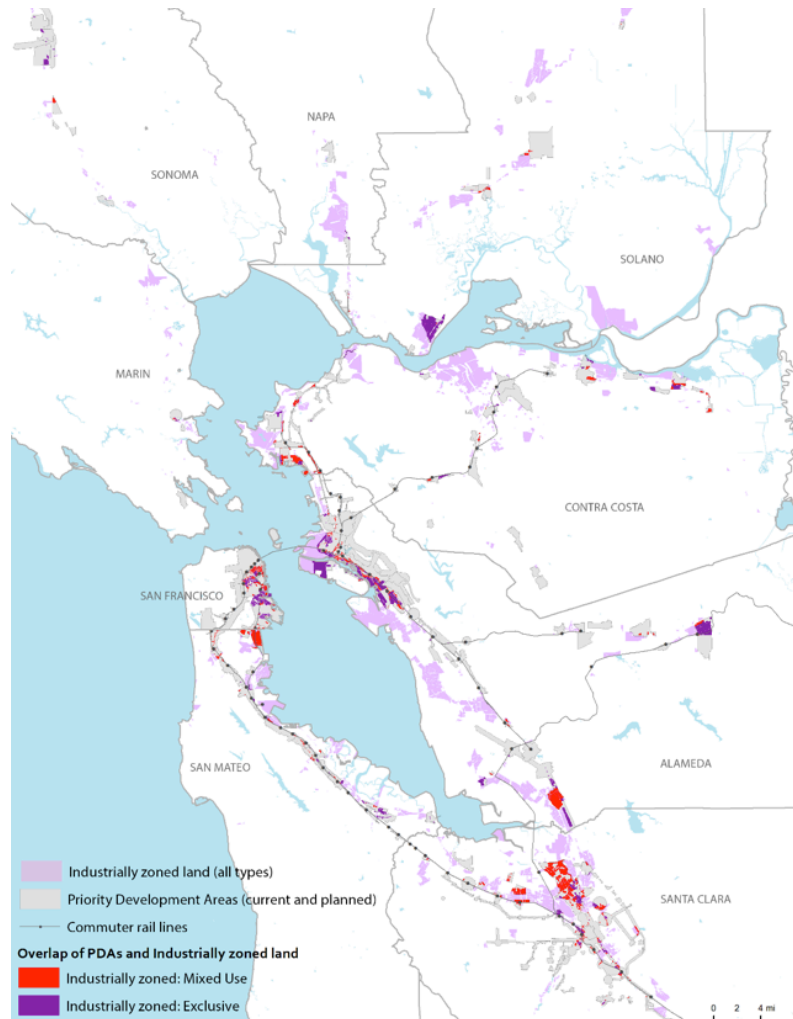 NAPA
SONOMA
SOLANO
MARIN
CONTRA COSTA
SAN FRANCISCO
SAN MATEO
ALAMEDA
Industrially zoned land (all types)
Priority Development Areas (current and planned)
SANTA CLARA
Commuter rail lines
Overlap of PDAs and Industrially zoned land
Industrially zoned: Mixed Use
Industrially zoned: Exclusive
0 2 4 mi